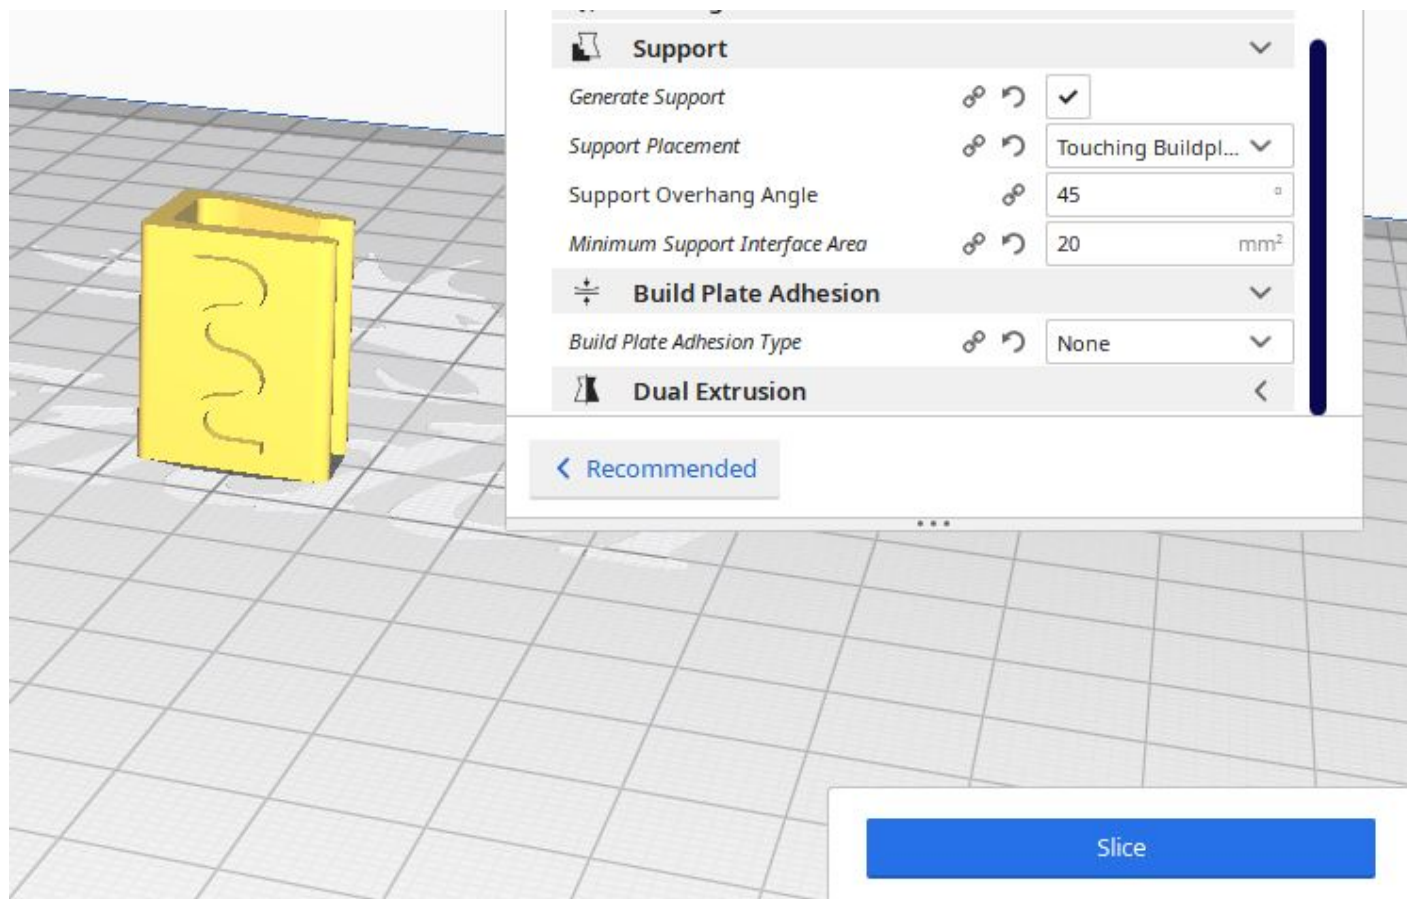 Support
Generate Support
Support Placement Touching Buildpl...
Support Overhang Angle 45 °
Minimum Support Interface Area 20 mm²
Build Plate Adhesion
Build Plate Adhesion Type None
Dual Extrusion
Recommended
Slice